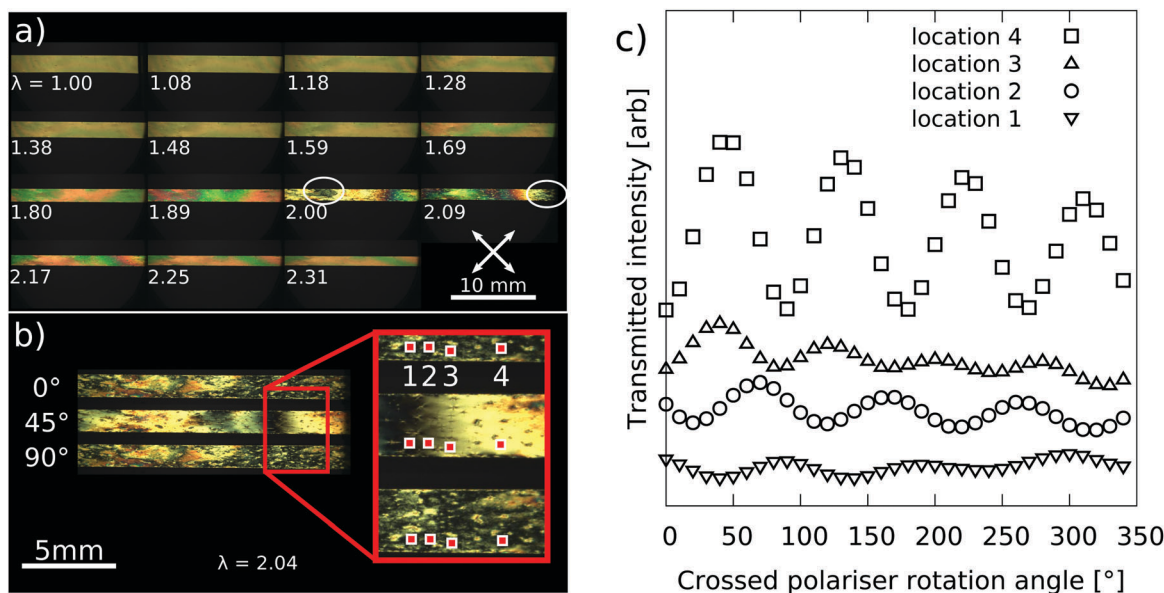 a)
λ = 1.00
1.08
1.18
1.28
1.38
1.48
1.59
1.69
1.80
1.89
2.00
2.09
2.17
2.25
2.31
10 mm
b)
0°
45°
90°
1 2 3 4
5mm
λ = 2.04
c)
location 4
location 3
location 2
location 1
Transmitted intensity [arb]
0 50 100 150 200 250 300 350
Crossed polariser rotation angle [°]